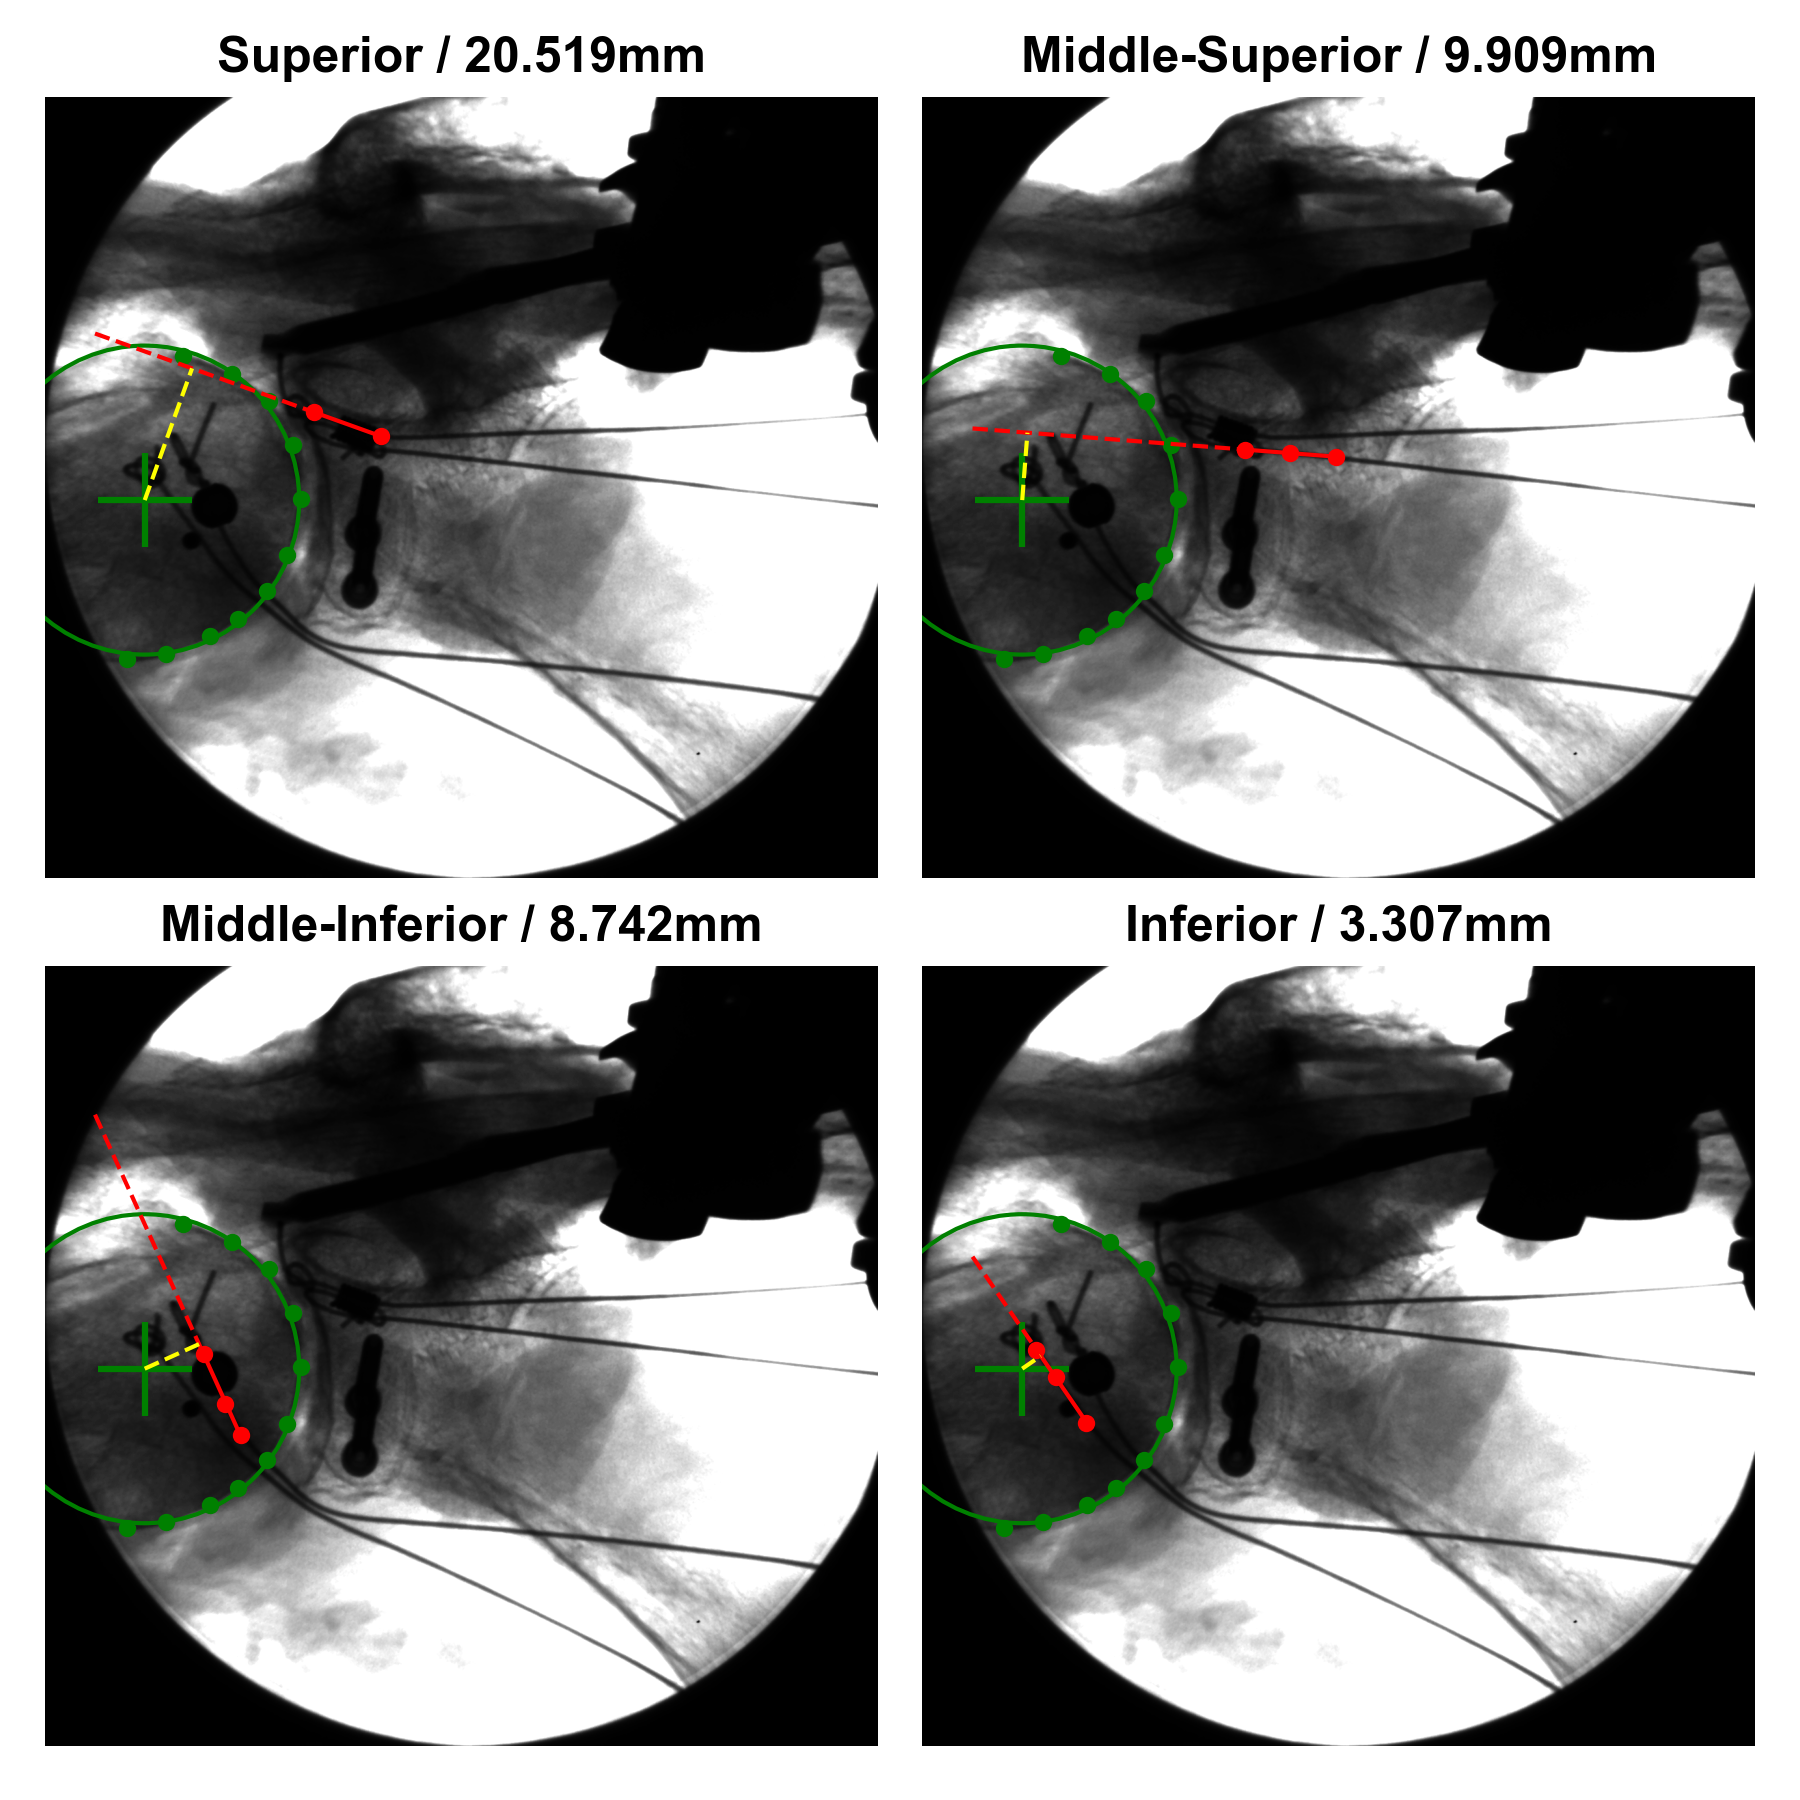 Superior / 20.519mm
Middle-Superior / 9.909mm
Middle-Inferior / 8.742mm
Inferior / 3.307mm